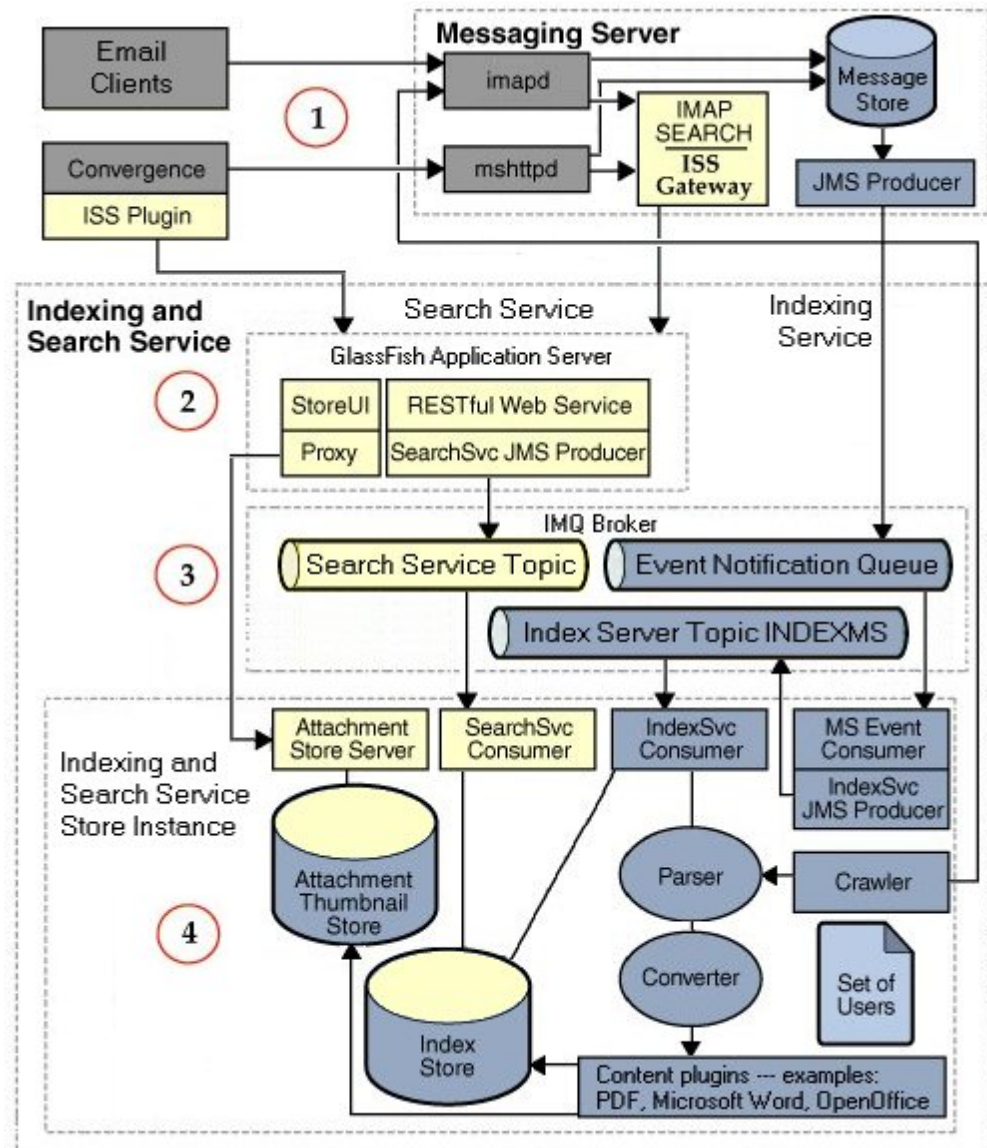 Messaging Server
Email
Clients
imapd
Message
Store
1
IMAP
SEARCH
ISS
Gateway
Convergence
mshttpd
JMS Producer
ISS Plugin
Indexing and
Search Service
Search Service
Indexing
Service
GlassFish Application Server
2
StoreUI
RESTful Web Service
Proxy
SearchSvc JMS Producer
IMQ Broker
3
Search Service Topic
Event Notification Queue
Index Server Topic INDEXMS
Attachment
Store Server
SearchSvc
Consumer
IndexSvc
Consumer
MS Event
Consumer
IndexSvc
JMS Producer
Indexing and
Search Service
Store Instance
Attachment
Thumbnail
Store
Parser
Crawler
4
Converter
Set of
Users
Index
Store
Content plugins --- examples:
PDF, Microsoft Word, OpenOffice